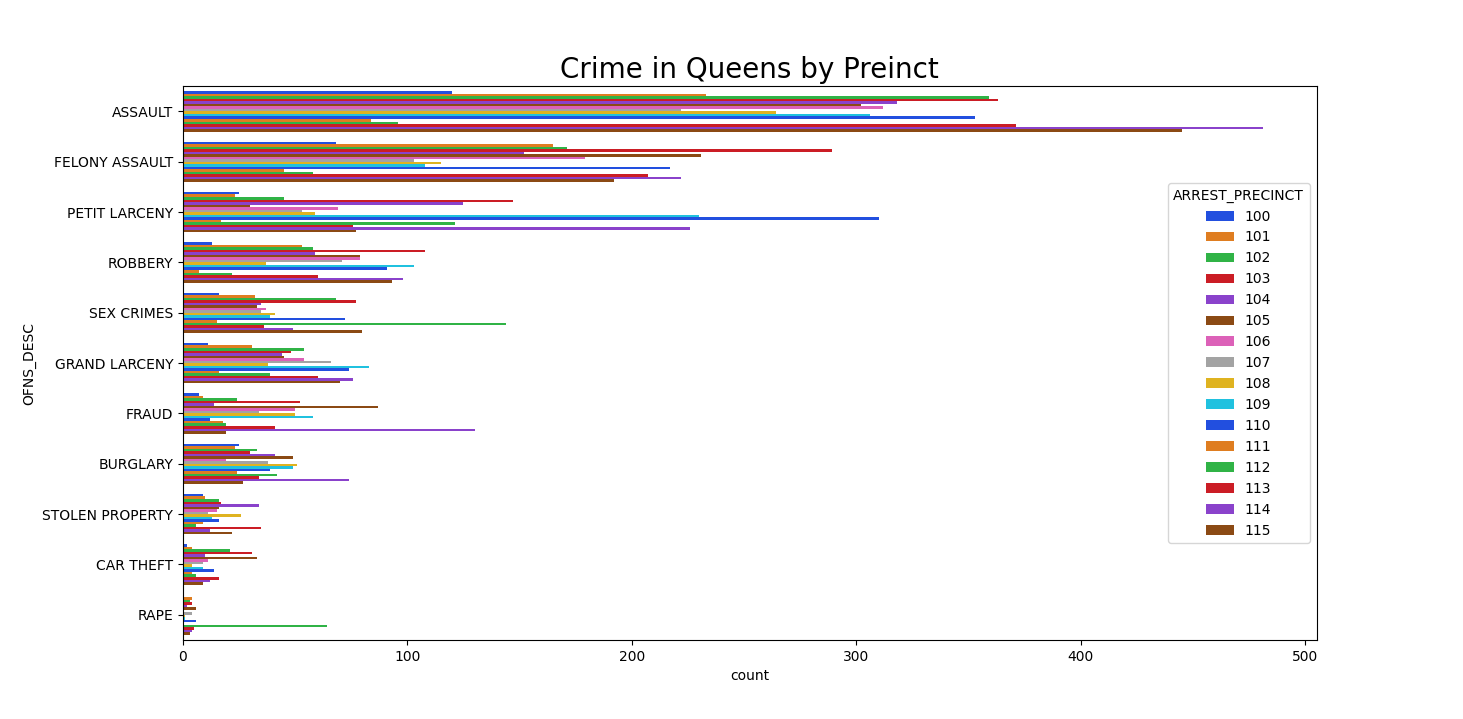 Crime in Queens by Preinct
OFNS_DESC
ASSAULT
FELONY ASSAULT
PETIT LARCENY
ROBBERY
SEX CRIMES
GRAND LARCENY
FRAUD
BURGLARY
STOLEN PROPERTY
CAR THEFT
RAPE
ARREST_PRECINCT
100
101
102
103
104
105
106
107
108
109
110
111
112
113
114
115
0 100 200 300 400 500
count